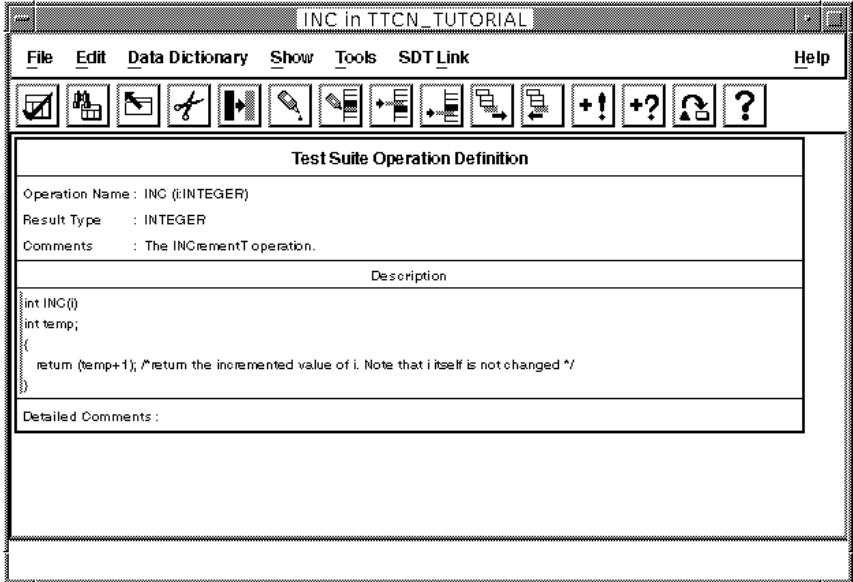 INC in TTCN_TUTORIAL
File Edit Data Dictionary Show Tools SDT Link Help
+! +? ?
Test Suite Operation Definition
Operation Name : INC (i:INTEGER)
Result Type : INTEGER
Comments : The INCrementT operation.
Description
int INC(i)
int temp;
{
return (temp+1); /*return the incremented value of i. Note that i itself is not changed */
}
Detailed Comments :